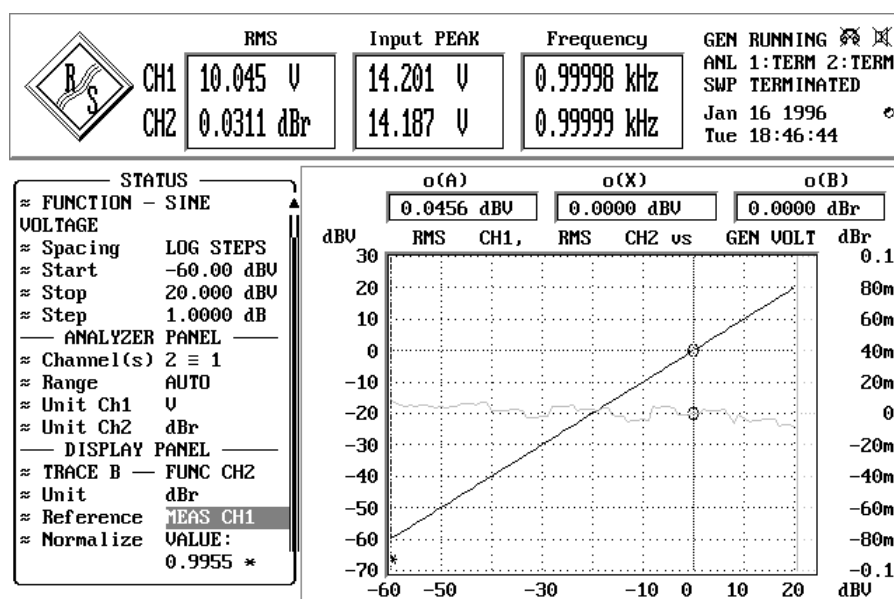 RMS Input PEAK Frequency
R S
CH1 10.045 V 14.201 V 0.99998 kHz
CH2 0.0311 dBr 14.187 V 0.99999 kHz
GEN RUNNING
ANL 1:TERM 2:TERM
SWP TERMINATED
Jan 16 1996
Tue 18:46:44
STATUS
≈ FUNCTION — SINE
VOLTAGE
≈ Spacing LOG STEPS
≈ Start -60.00 dBV
≈ Stop 20.000 dBV
≈ Step 1.0000 dB
ANALYZER PANEL
≈ Channel(s) 2 ≡ 1
≈ Range AUTO
≈ Unit Ch1 V
≈ Unit Ch2 dBr
DISPLAY PANEL
≈ TRACE B — FUNC CH2
≈ Unit dBr
≈ Reference MEAS CH1
≈ Normalize VALUE:
0.9955 *
o(A) o(X) o(B)
0.0456 dBV 0.0000 dBV 0.0000 dBr
dBV RMS CH1, RMS CH2 vs GEN VOLT dBr
30 0.1
20 80m
10 60m
0 40m
-10 20m
-20 0
-30 -20m
-40 -40m
-50 -60m
-60 -80m
-70 * -0.1
-60 -50 -30 -10 0 10 20 dBV